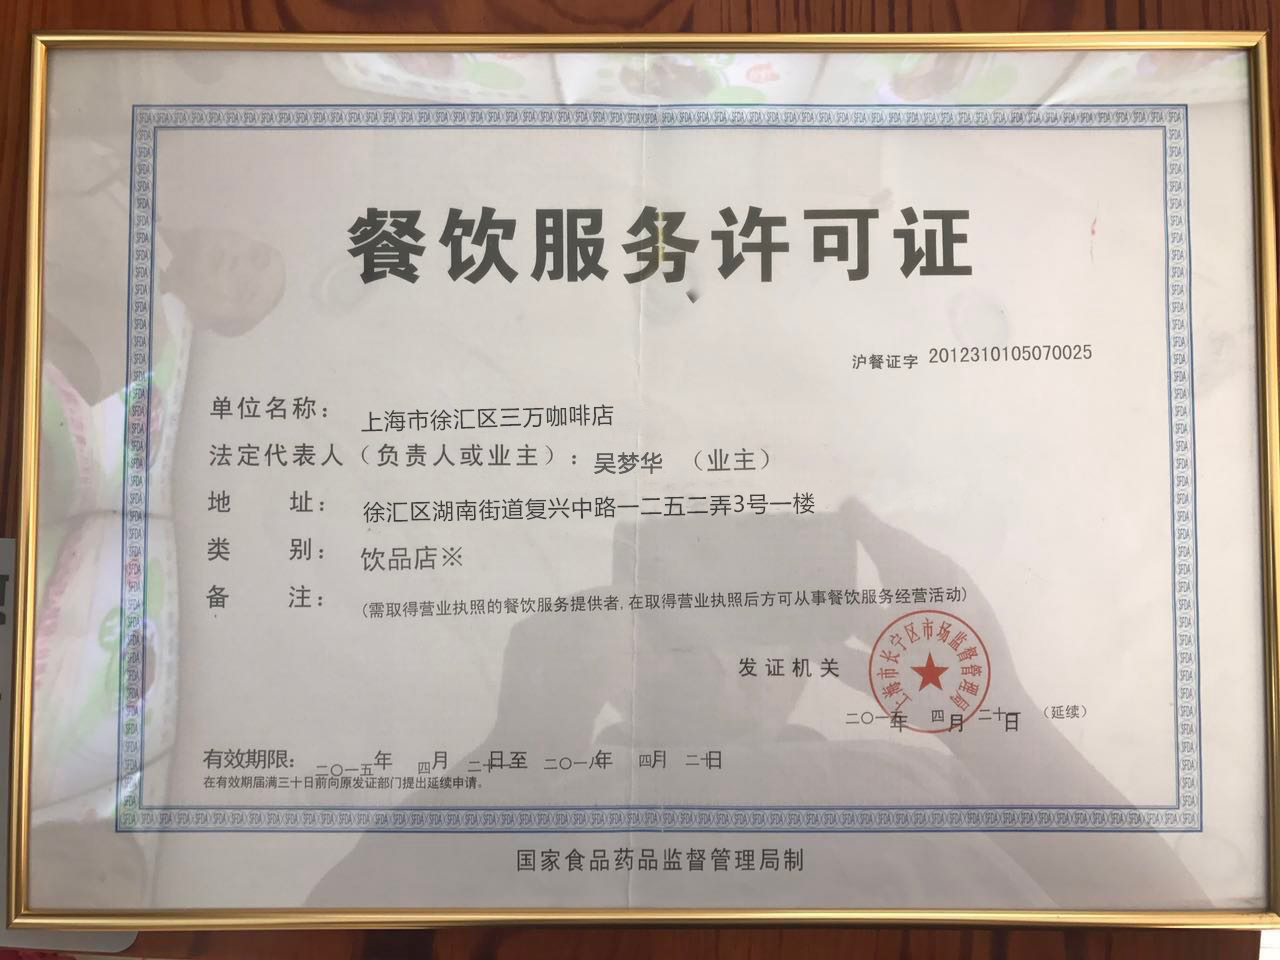 餐饮服务许可证
沪餐证字 2012310105070025
单位名称： 上海市徐汇区三万咖啡店
法定代表人（负责人或业主）：吴梦华 （业主）
地 址： 徐汇区湖南街道复兴中路一二五二弄3号一楼
类 别： 饮品店※
备 注： (需取得营业执照的餐饮服务提供者,在取得营业执照后方可从事餐饮服务经营活动)
发证机关
上海市长宁区市场监督管理局
二〇一五年 四月 二十一日 （延续）
有效期限： 二〇一五年 四月 二十一日至 二〇一八年 四月 二十日
在有效期届满三十日前向原发证部门提出延续申请。
国家食品药品监督管理局制